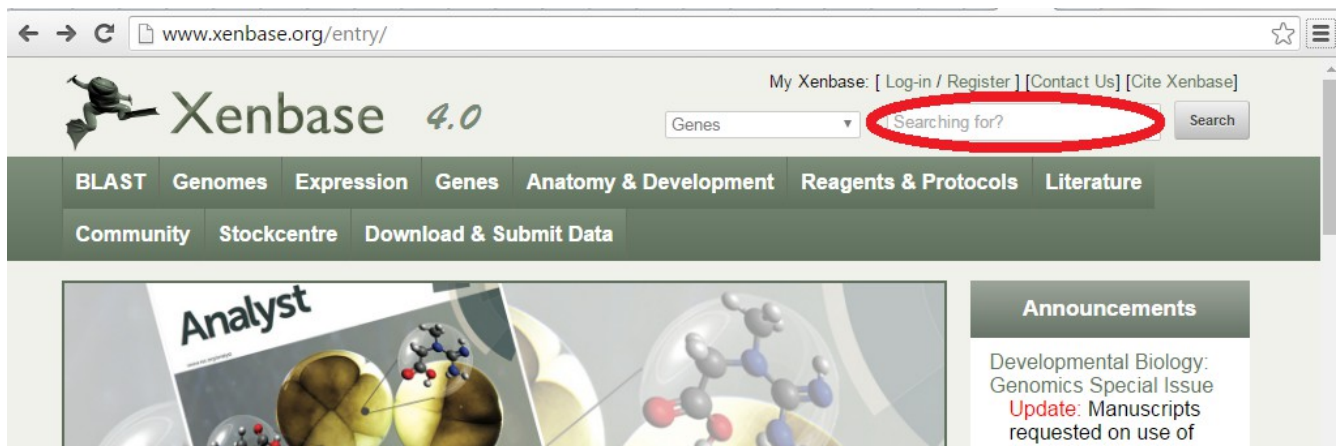 www.xenbase.org/entry/
My Xenbase: [ Log-in / Register ] [Contact Us] [Cite Xenbase]
Xenbase 4.0
Genes Searching for? Search
BLAST Genomes Expression Genes Anatomy & Development Reagents & Protocols Literature
Community Stockcentre Download & Submit Data
Analyst
Announcements
Developmental Biology:
Genomics Special Issue
Update: Manuscripts
requested on use of